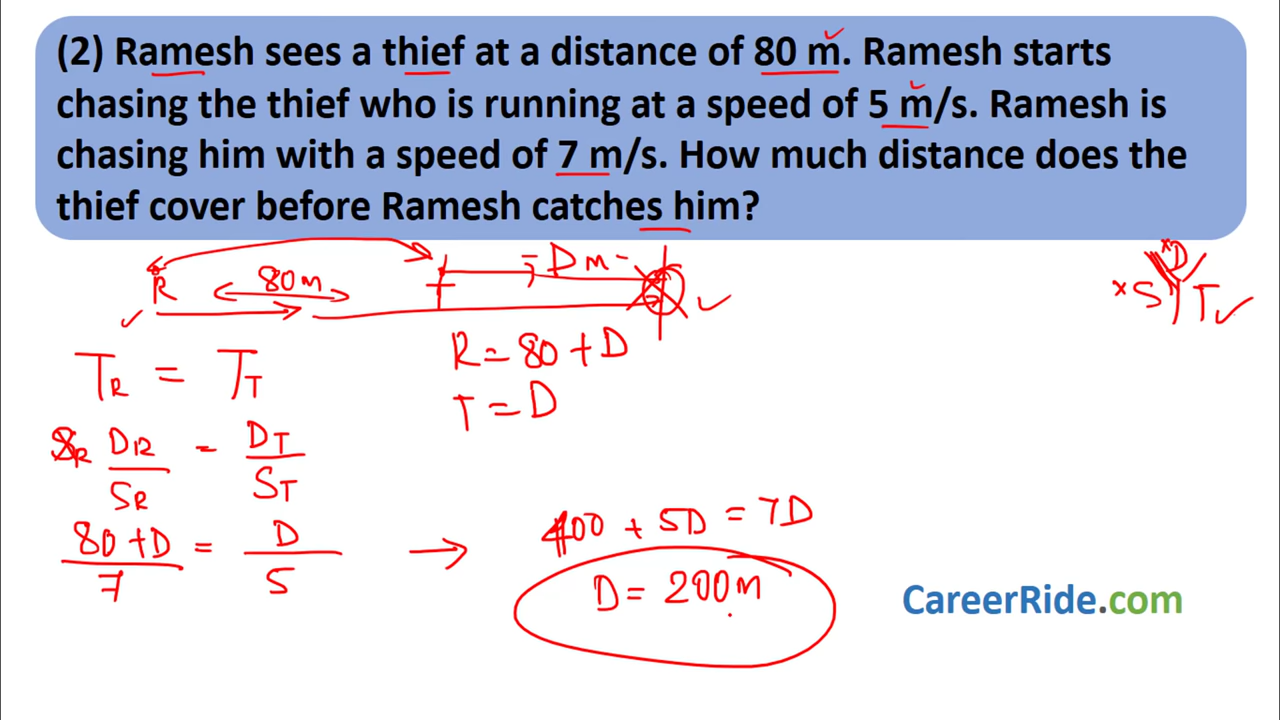 (2) Ramesh sees a thief at a distance of 80 m. Ramesh starts
chasing the thief who is running at a speed of 5 m/s. Ramesh is
chasing him with a speed of 7 m/s. How much distance does the
thief cover before Ramesh catches him?
R 80m T D m
D
S T
T_R = T_T
R = 80 + D
T = D
D_R / S_R = D_T / S_T
80 + D / 7 = D / 5 →
400 + 5D = 7D
D = 200m
CareerRide.com